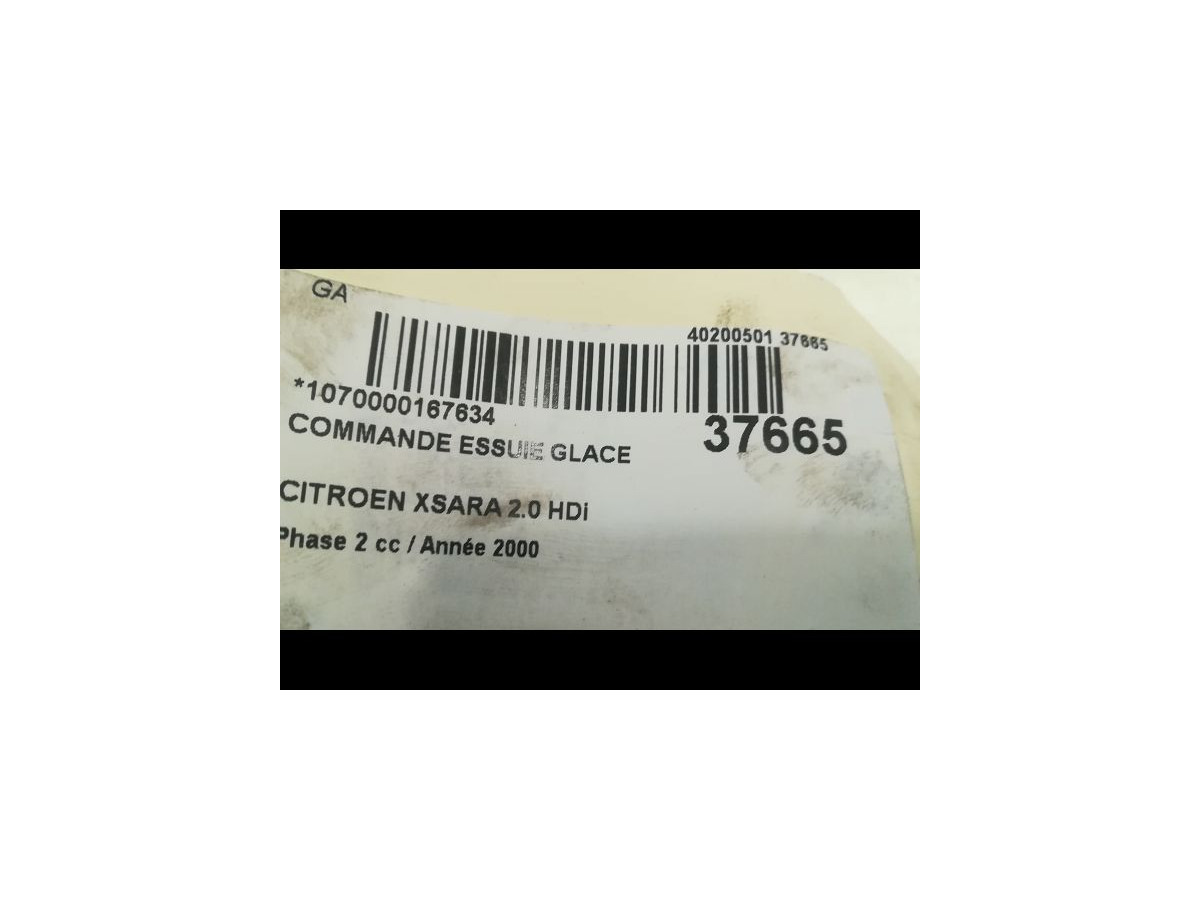 GA
40200501 37665
*1070000167634
37665
COMMANDE ESSUIE GLACE
CITROEN XSARA 2.0 HDi
Phase 2 cc / Année 2000